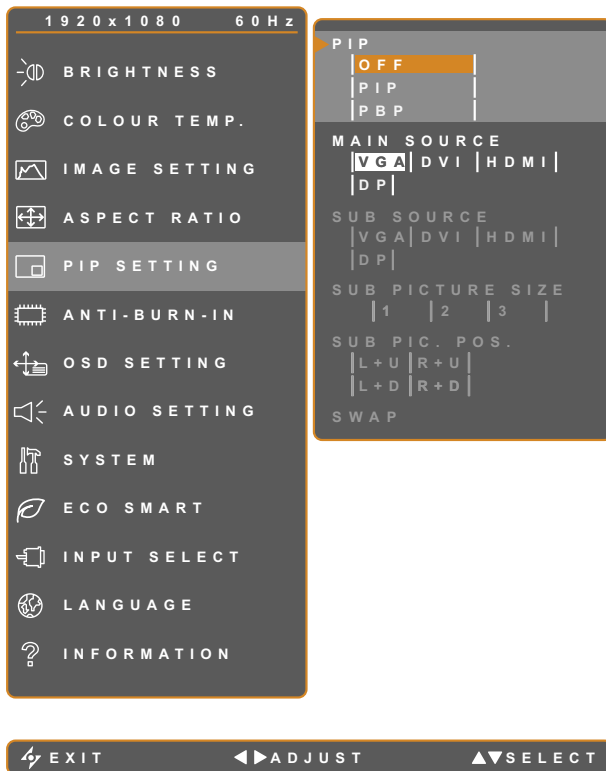 1920x1080 60Hz
BRIGHTNESS
COLOUR TEMP.
IMAGE SETTING
ASPECT RATIO
PIP SETTING
ANTI-BURN-IN
OSD SETTING
AUDIO SETTING
SYSTEM
ECO SMART
INPUT SELECT
LANGUAGE
INFORMATION
PIP
OFF
PIP
PBP
MAIN SOURCE
VGA DVI HDMI
DP
SUB SOURCE
VGA DVI HDMI
DP
SUB PICTURE SIZE
1 2 3
SUB PIC. POS.
L+U R+U
L+D R+D
SWAP
EXIT ADJUST SELECT